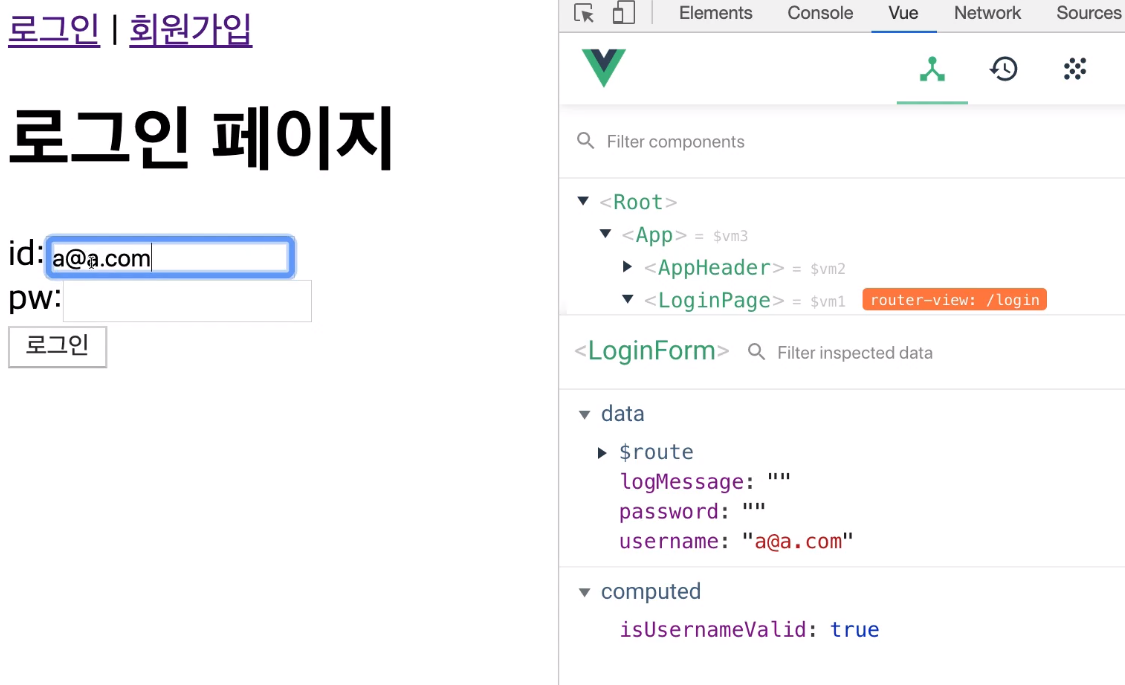 로그인 | 회원가입
로그인 페이지
id: a@a.com
pw:
로그인
Elements Console Vue Network Sources
Filter components
<Root>
<App> = $vm3
<AppHeader> = $vm2
<LoginPage> = $vm1 router-view: /login
<LoginForm> Filter inspected data
data
$route
logMessage: ""
password: ""
username: "a@a.com"
computed
isUsernameValid: true